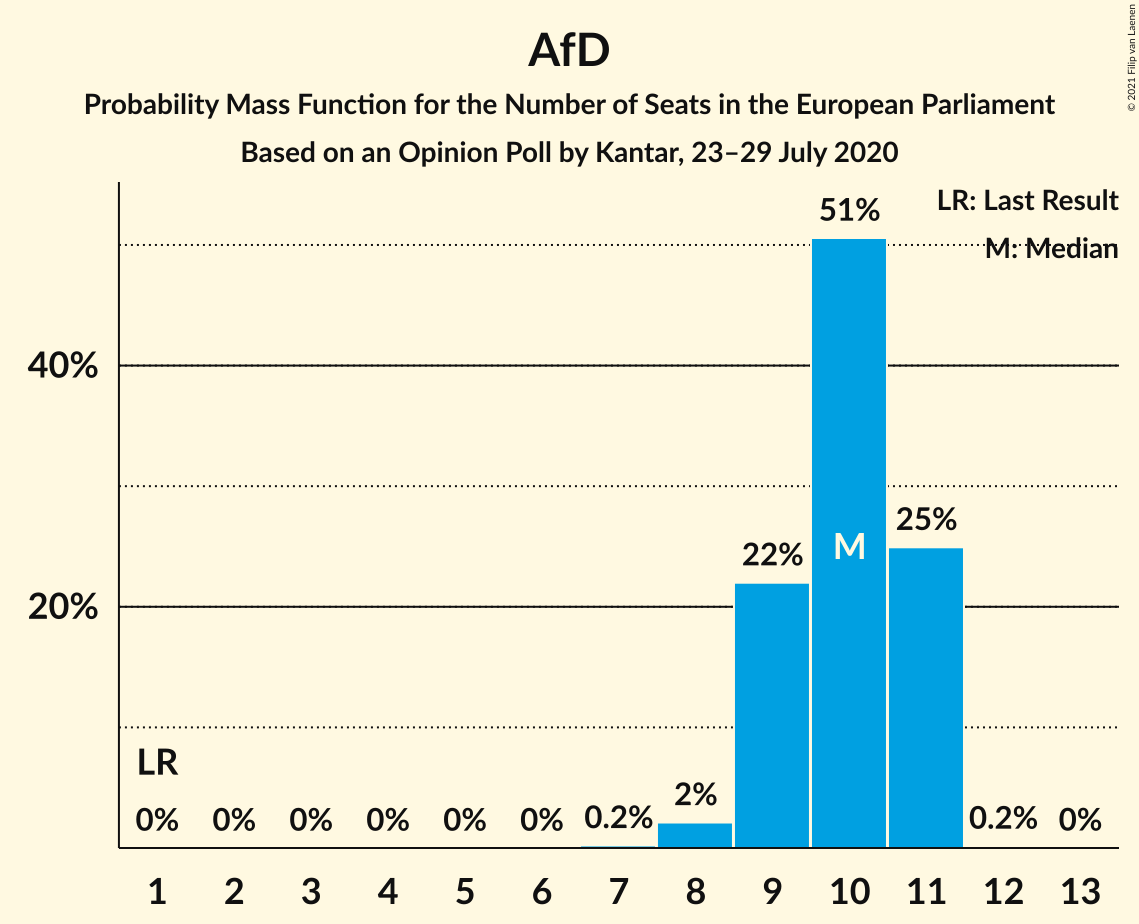 AfD
Probability Mass Function for the Number of Seats in the European Parliament
Based on an Opinion Poll by Kantar, 23–29 July 2020
© 2021 Filip van Laenen
LR: Last Result
M: Median
51%
40%
25%
22%
M
20%
LR
2%
0% 0% 0% 0% 0% 0% 0.2% 0.2% 0%
1 2 3 4 5 6 7 8 9 10 11 12 13